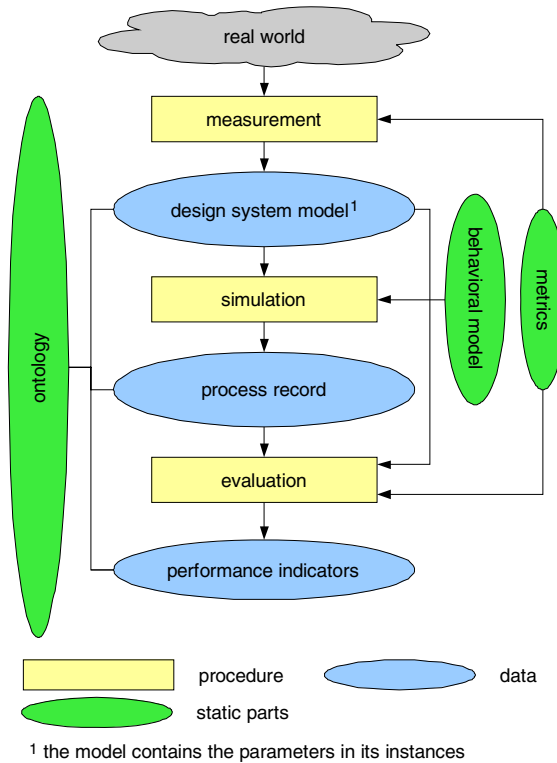 real world
measurement
design system model¹
simulation
process record
evaluation
performance indicators
ontology
behavioral model
metrics
procedure
data
static parts
¹ the model contains the parameters in its instances